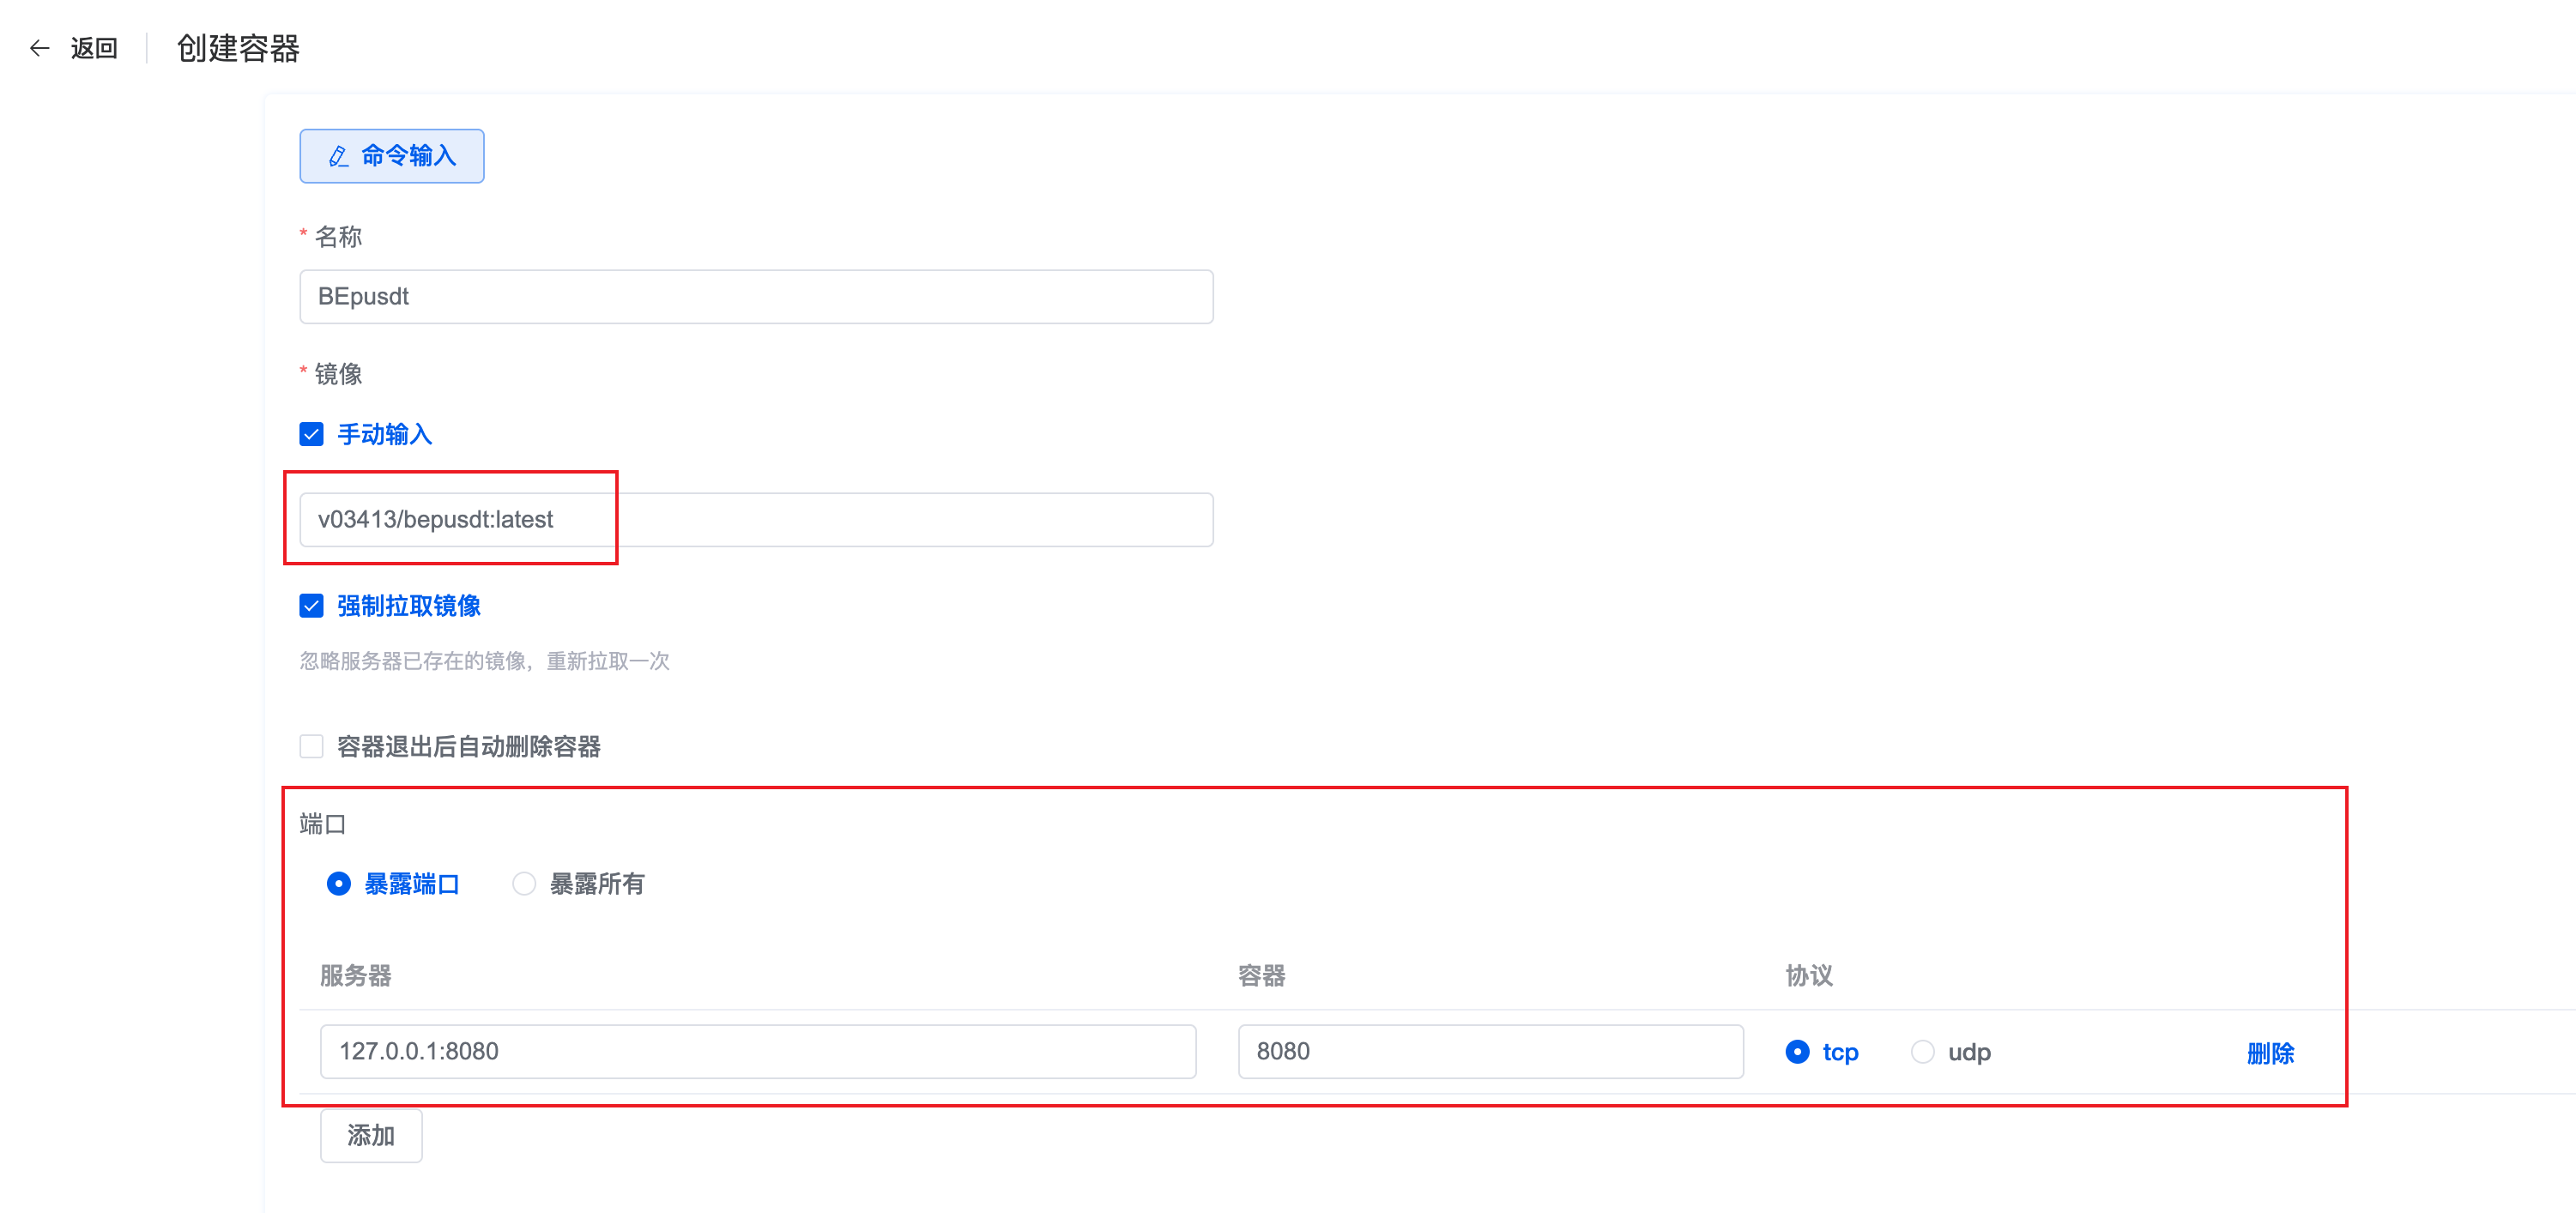 返回 创建容器
命令输入
* 名称
BEpusdt
* 镜像
手动输入
v03413/bepusdt:latest
强制拉取镜像
忽略服务器已存在的镜像，重新拉取一次
容器退出后自动删除容器
端口
暴露端口 暴露所有
服务器 容器 协议
127.0.0.1:8080 8080 tcp udp 删除
添加